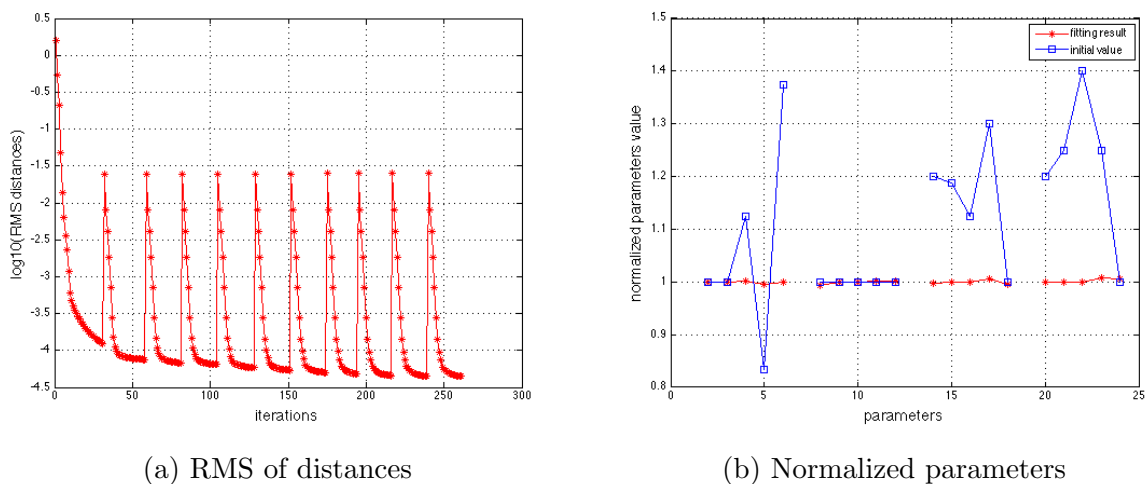 0.5
0
-0.5
-1
-1.5
-2
-2.5
-3
-3.5
-4
-4.5
0 50 100 150 200 250 300
log10(RMS distances)
iterations
(a) RMS of distances
1.5
1.4
1.3
1.2
1.1
1
0.9
0.8
0 5 10 15 20 25
normalized parameters value
parameters
fitting result
initial value
(b) Normalized parameters